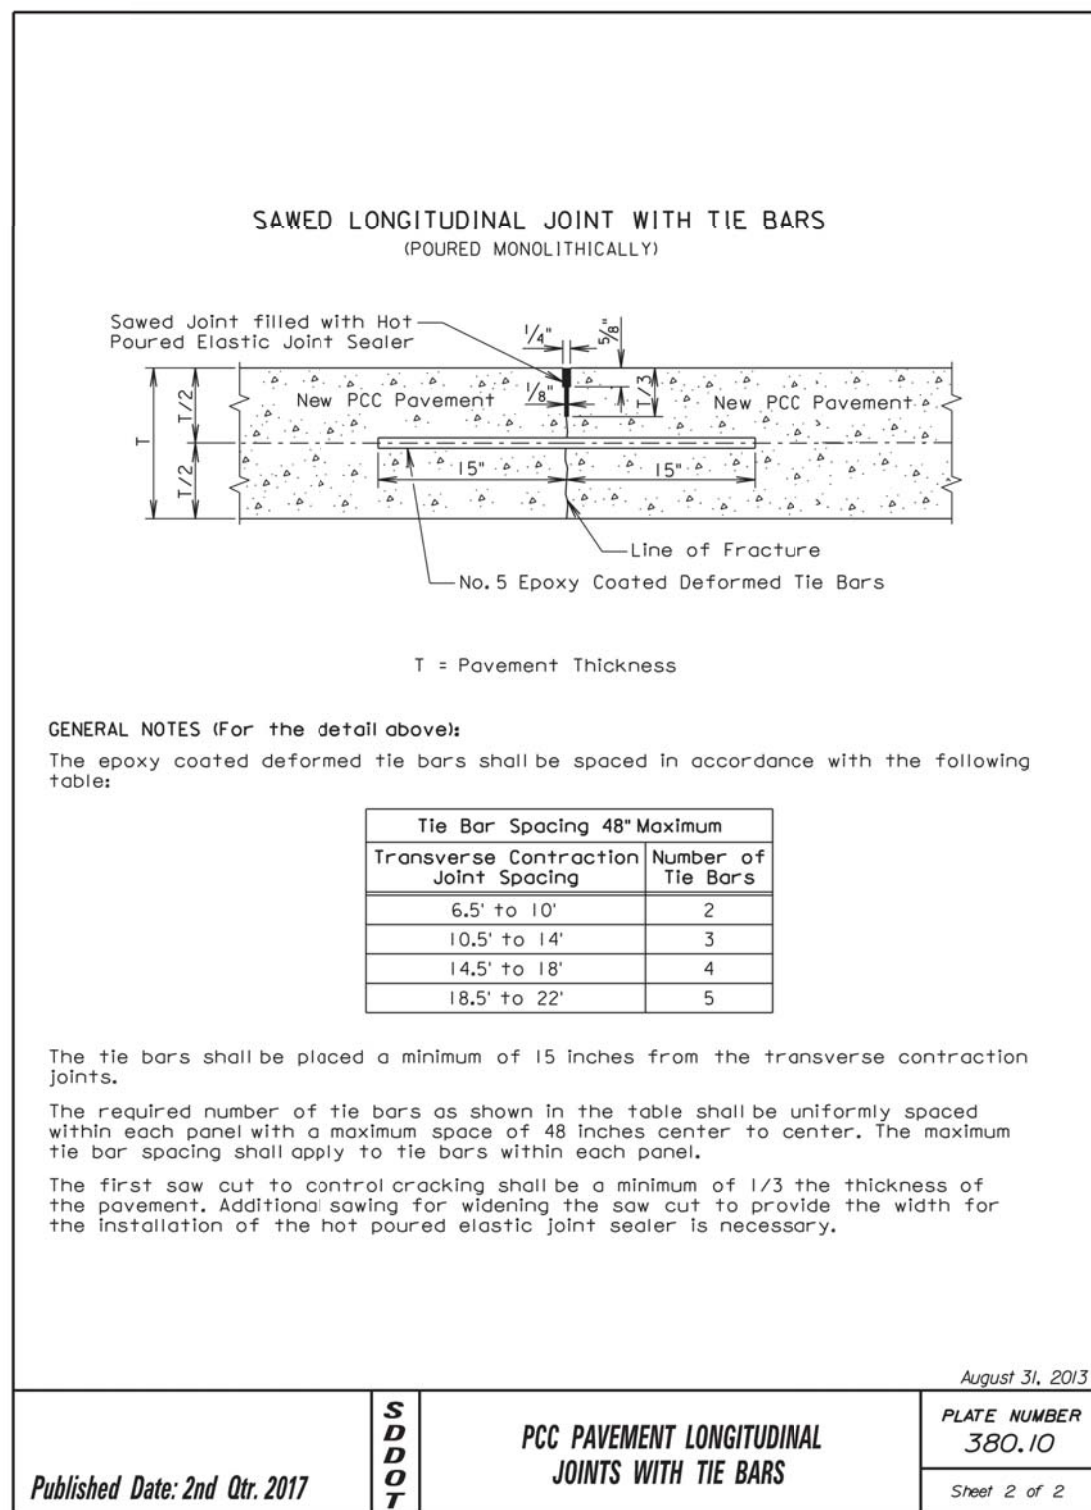 SAWED LONGITUDINAL JOINT WITH TIE BARS
(POURED MONOLITHICALLY)
Sawed Joint filled with Hot
Poured Elastic Joint Sealer
1/4"
5/8"
T
T/2
T/2
New PCC Pavement
1/8"
T/3
New PCC Pavement
15"
15"
Line of Fracture
No. 5 Epoxy Coated Deformed Tie Bars
T = Pavement Thickness
GENERAL NOTES (For the detail above):
The epoxy coated deformed tie bars shall be spaced in accordance with the following
table:
Tie Bar Spacing 48" Maximum
Transverse Contraction Joint Spacing
Number of Tie Bars
6.5' to 10' 2
10.5' to 14' 3
14.5' to 18' 4
18.5' to 22' 5
The tie bars shall be placed a minimum of 15 inches from the transverse contraction
joints.
The required number of tie bars as shown in the table shall be uniformly spaced
within each panel with a maximum space of 48 inches center to center. The maximum
tie bar spacing shall apply to tie bars within each panel.
The first saw cut to control cracking shall be a minimum of 1/3 the thickness of
the pavement. Additional sawing for widening the saw cut to provide the width for
the installation of the hot poured elastic joint sealer is necessary.
August 31, 2013
Published Date: 2nd Qtr. 2017
SDDOT
PCC PAVEMENT LONGITUDINAL
JOINTS WITH TIE BARS
PLATE NUMBER
380.10
Sheet 2 of 2